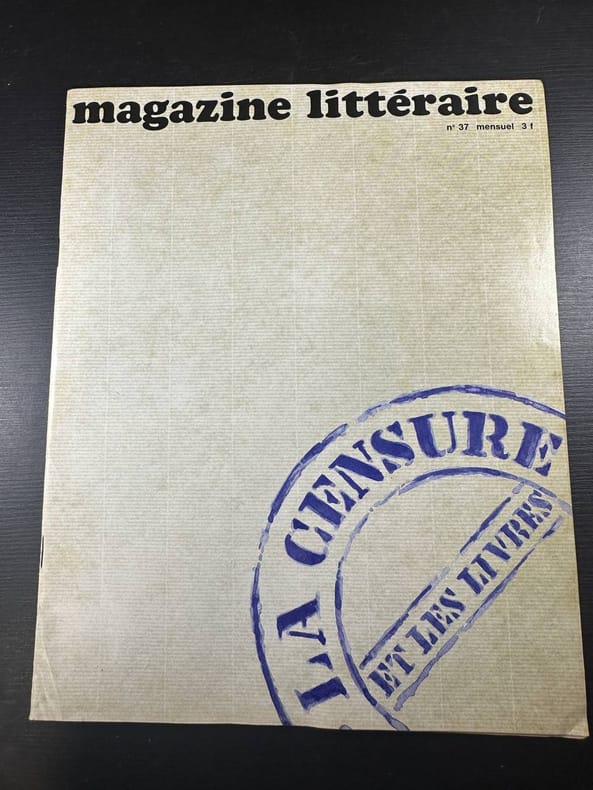 magazine littéraire
n° 37 mensuel 3 f
LA CENSURE
ET LES LIVRES